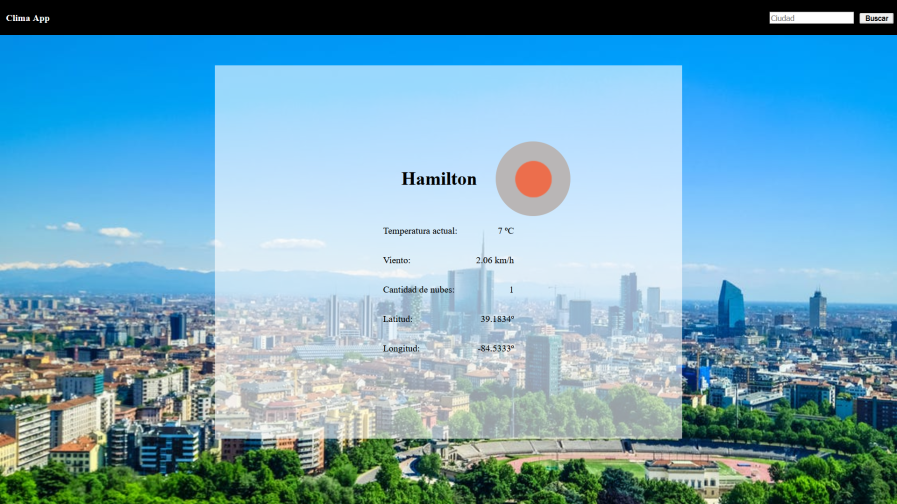 Clima App
Ciudad Buscar
Hamilton
Temperatura actual: 7 ºC
Viento: 2.06 km/h
Cantidad de nubes: 1
Latitud: 39.1834º
Longitud: -84.5333º